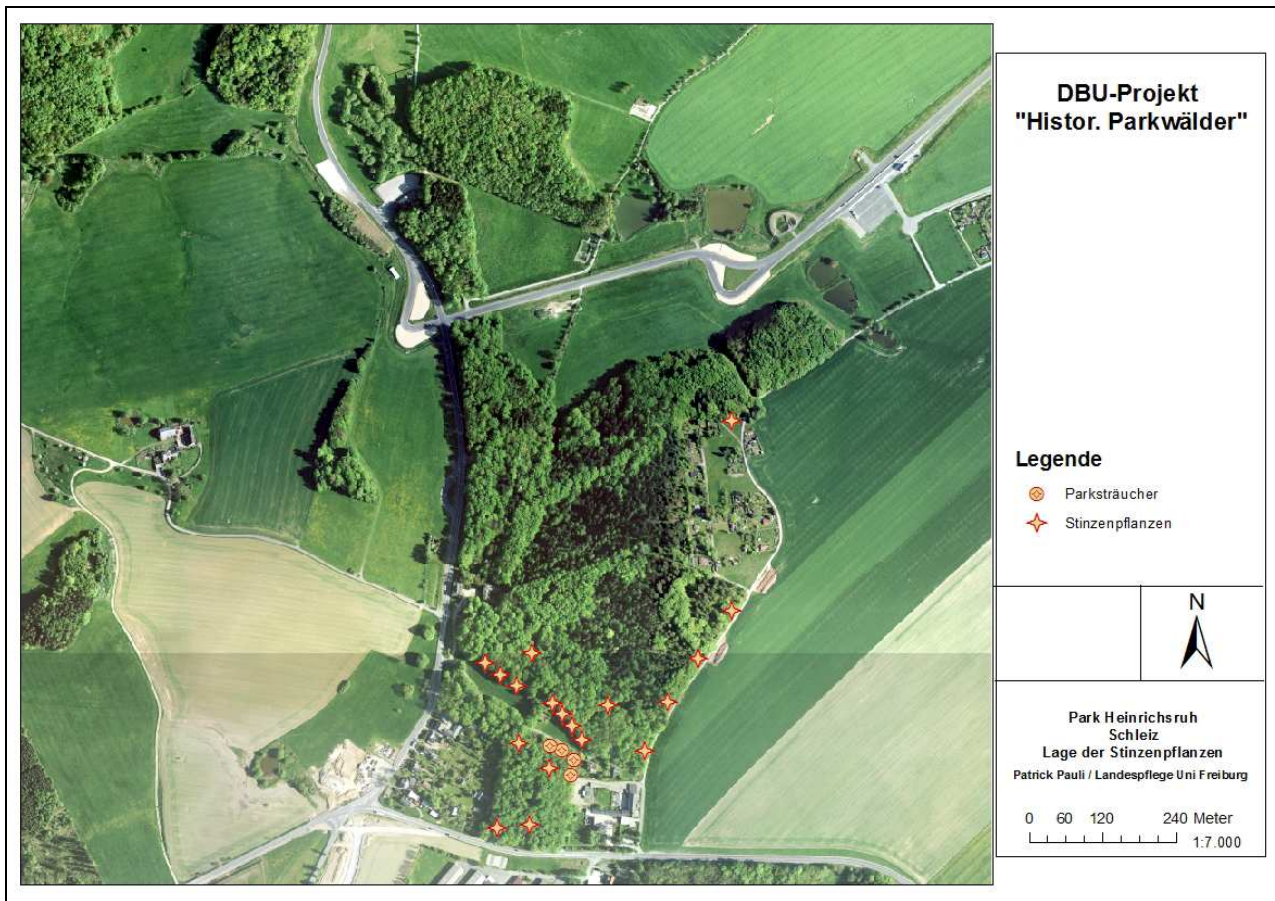 DBU-Projekt
"Histor. Parkwälder"
Legende
Parksträucher
Stinzenpflanzen
N
Park Heinrichsruh
Schleiz
Lage der Stinzenpflanzen
Patrick Pauli / Landespflege Uni Freiburg
0 60 120 240 Meter
1:7.000